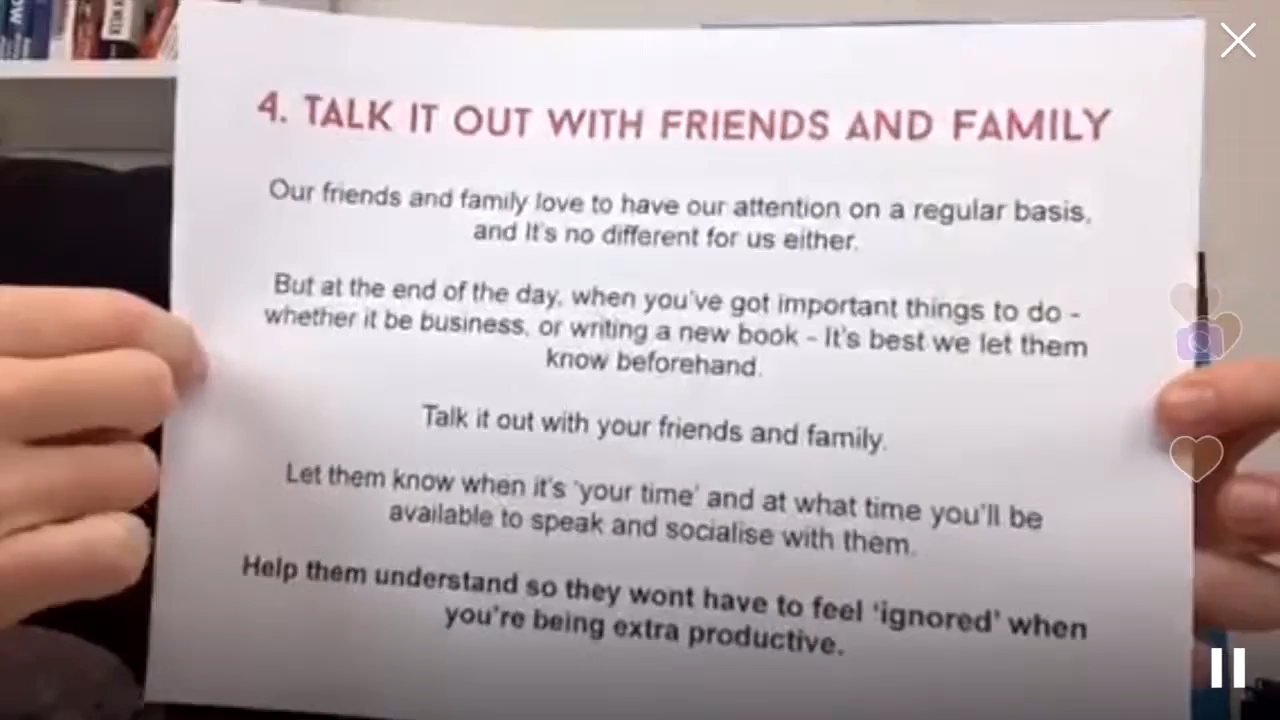 4. TALK IT OUT WITH FRIENDS AND FAMILY
Our friends and family love to have our attention on a regular basis,
and It's no different for us either.
But at the end of the day, when you've got important things to do -
whether it be business, or writing a new book - It's best we let them
know beforehand.
Talk it out with your friends and family.
Let them know when it's 'your time' and at what time you'll be
available to speak and socialise with them.
Help them understand so they wont have to feel 'ignored' when
you're being extra productive.